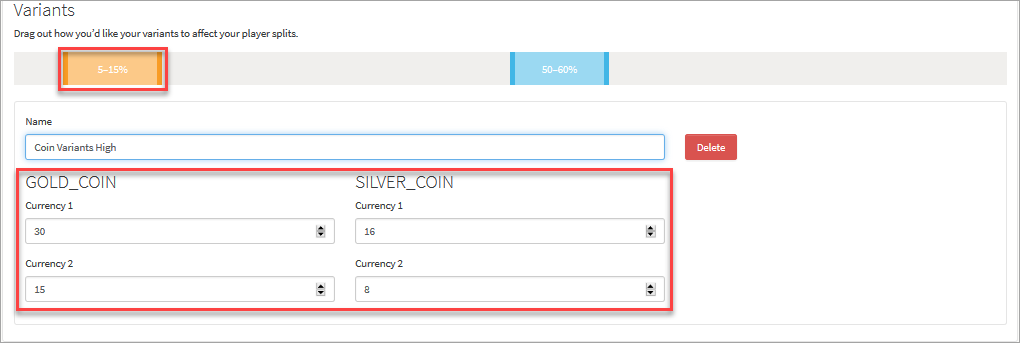 Variants
Drag out how you'd like your variants to affect your player splits.
5–15% 50–60%
Name
Coin Variants High Delete
GOLD_COIN SILVER_COIN
Currency 1 Currency 1
30 16
Currency 2 Currency 2
15 8